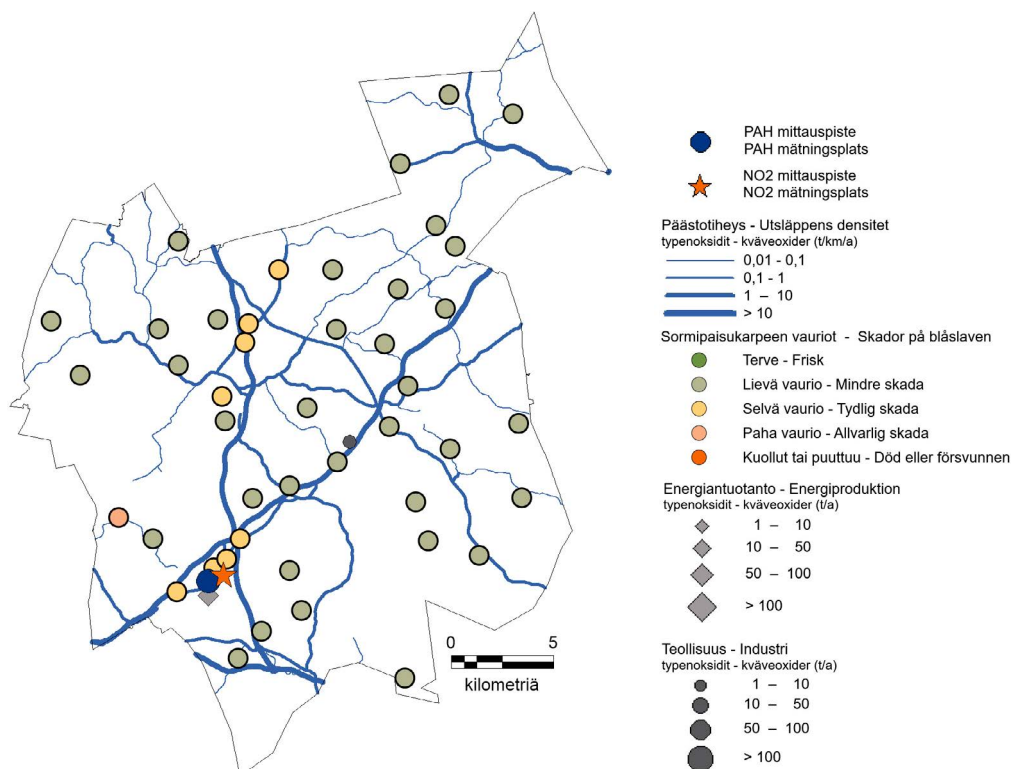 PAH mittauspiste
PAH mätningsplats
NO2 mittauspiste
NO2 mätningsplats
Päästotiheys - Utsläppens densitet
typenoksidit - kväveoxider (t/km/a)
0,01 - 0,1
0,1 - 1
1 – 10
> 10
Sormipaisukarpeen vauriot - Skador på blåslaven
Terve - Frisk
Lievä vaurio - Mindre skada
Selvä vaurio - Tydlig skada
Paha vaurio - Allvarlig skada
Kuollut tai puuttuu - Död eller försvunnen
Energiantuotanto - Energiproduktion
typenoksidit - kväveoxider (t/a)
1 – 10
10 – 50
50 – 100
> 100
Teollisuus - Industri
typenoksidit - kväveoxider (t/a)
1 – 10
10 – 50
50 – 100
> 100
0 5
kilometriä